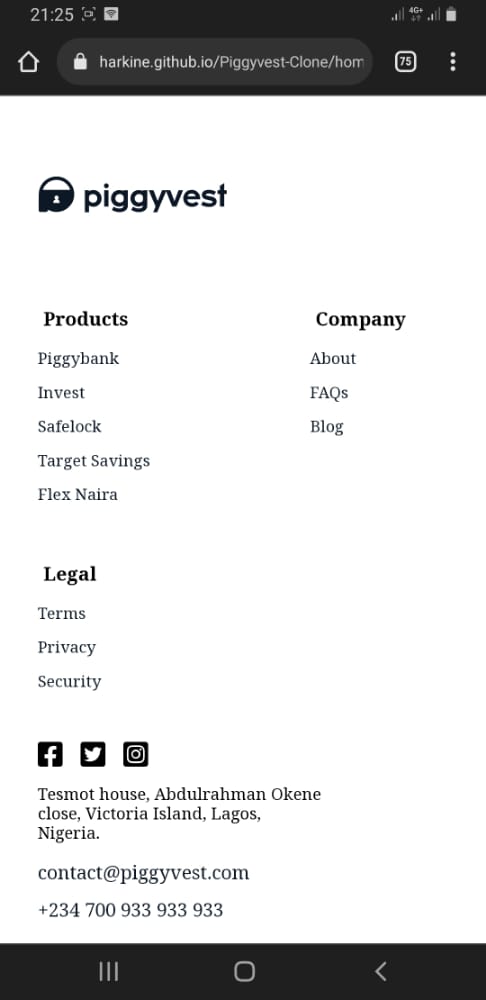 21:25
4G+
harkine.github.io/Piggyvest-Clone/hom
75
piggyvest
Products
Piggybank
Invest
Safelock
Target Savings
Flex Naira
Company
About
FAQs
Blog
Legal
Terms
Privacy
Security
Tesmot house, Abdulrahman Okene
close, Victoria Island, Lagos,
Nigeria.
contact@piggyvest.com
+234 700 933 933 933